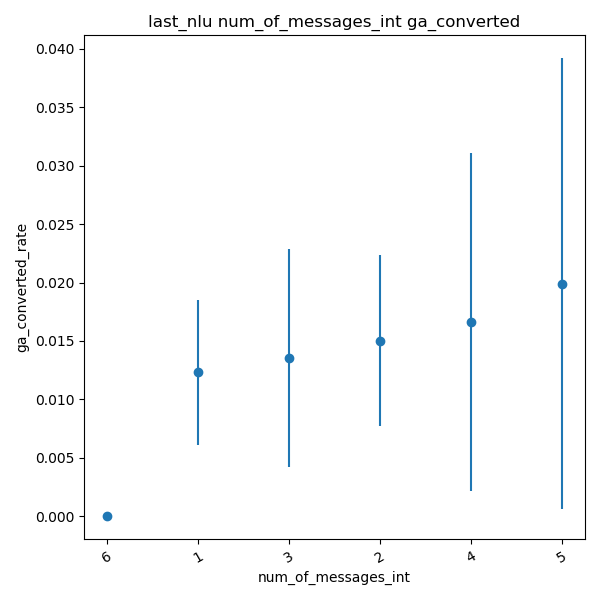 last_nlu num_of_messages_int ga_converted
ga_converted_rate
0.040
0.035
0.030
0.025
0.020
0.015
0.010
0.005
0.000
6 1 3 2 4 5
num_of_messages_int